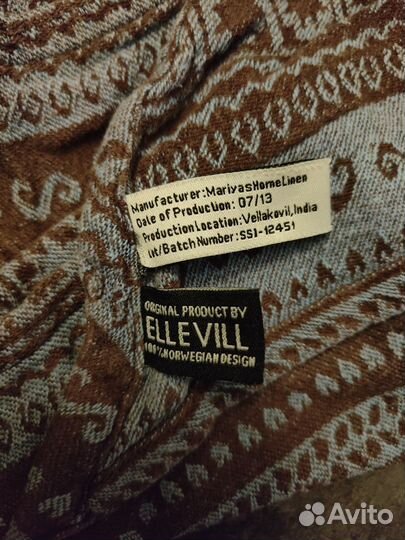 Manufacturer:MariyasHomeLinen
Date of Production: 07/13
ProductionLocation:Vellakovil,India
Lot/Batch Number:SS1-12451
ORIGINAL PRODUCT BY
ELLEVILL
100% NORWEGIAN DESIGN
Avito